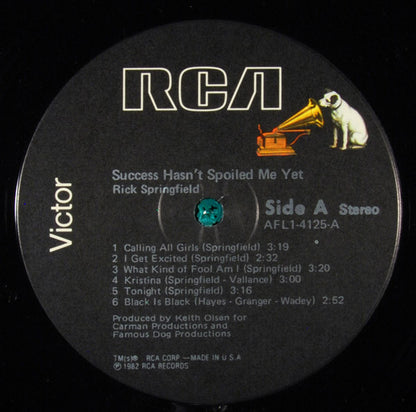 RCA
Victor
Success Hasn't Spoiled Me Yet
Rick Springfield
Side A Stereo
AFL1-4125-A
1 Calling All Girls (Springfield) 3:19
2 I Get Excited (Springfield) 2:32
3 What Kind of Fool Am I (Springfield) 3:20
4 Kristina (Springfield - Vallance) 3:00
5 Tonight (Springfield) 3:16
6 Black Is Black (Hayes - Granger - Wadey) 2:52
Produced by Keith Olsen for
Carman Productions and
Famous Dog Productions
TM(s)® RCA CORP —MADE IN U.S.A
℗1982 RCA RECORDS